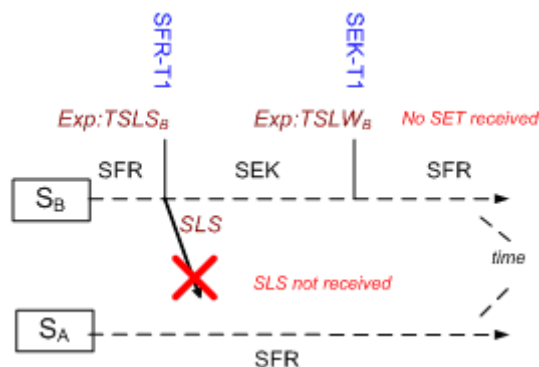 SFR-T1
SEK-T1
Exp:TSLS_B
Exp:TSLW_B
No SET received
SFR
SEK
SFR
S_B
SLS
time
SLS not received
S_A
SFR